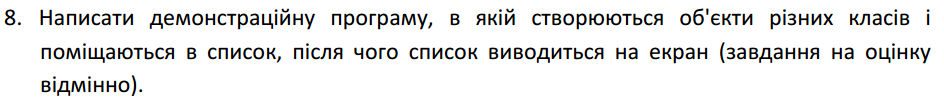 8. Написати демонстраційну програму, в якій створюються об'єкти різних класів і
поміщаються в список, після чого список виводиться на екран (завдання на оцінку
відмінно).